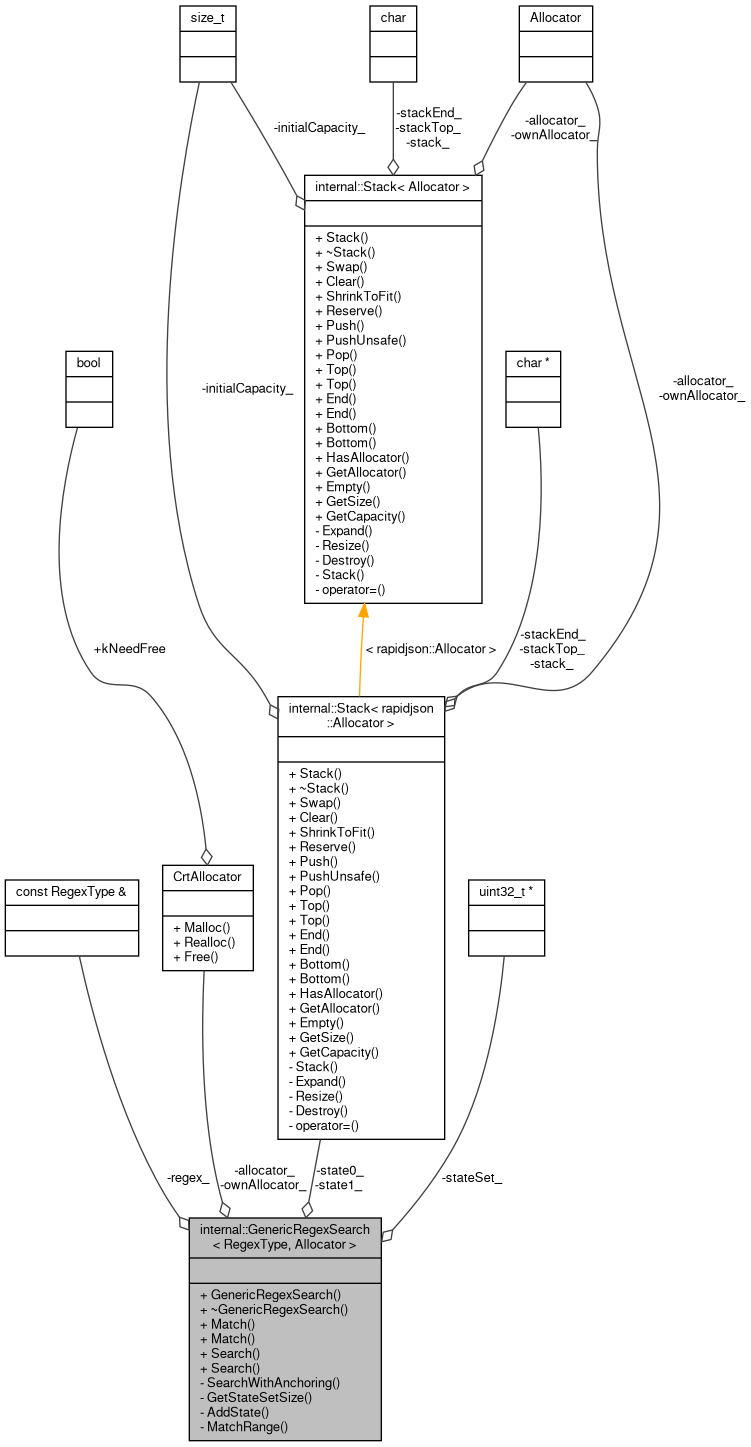 size_t
char
Allocator
-initialCapacity_
-stackEnd_
-stackTop_
-stack_
-allocator_
-ownAllocator_
internal::Stack< Allocator >
+ Stack()
+ ~Stack()
+ Swap()
+ Clear()
+ ShrinkToFit()
+ Reserve()
+ Push()
+ PushUnsafe()
+ Pop()
+ Top()
+ Top()
+ End()
+ End()
+ Bottom()
+ Bottom()
+ HasAllocator()
+ GetAllocator()
+ Empty()
+ GetSize()
+ GetCapacity()
- Expand()
- Resize()
- Destroy()
- Stack()
- operator=()
bool
char *
-initialCapacity_
-allocator_
-ownAllocator_
+kNeedFree
< rapidjson::Allocator >
-stackEnd_
-stackTop_
-stack_
internal::Stack< rapidjson
::Allocator >
+ Stack()
+ ~Stack()
+ Swap()
+ Clear()
+ ShrinkToFit()
+ Reserve()
+ Push()
+ PushUnsafe()
+ Pop()
+ Top()
+ Top()
+ End()
+ End()
+ Bottom()
+ Bottom()
+ HasAllocator()
+ GetAllocator()
+ Empty()
+ GetSize()
+ GetCapacity()
- Stack()
- Expand()
- Resize()
- Destroy()
- operator=()
const RegexType &
CrtAllocator
+ Malloc()
+ Realloc()
+ Free()
uint32_t *
-regex_
-allocator_
-ownAllocator_
-state0_
-state1_
-stateSet_
internal::GenericRegexSearch
< RegexType, Allocator >
+ GenericRegexSearch()
+ ~GenericRegexSearch()
+ Match()
+ Match()
+ Search()
+ Search()
- SearchWithAnchoring()
- GetStateSetSize()
- AddState()
- MatchRange()